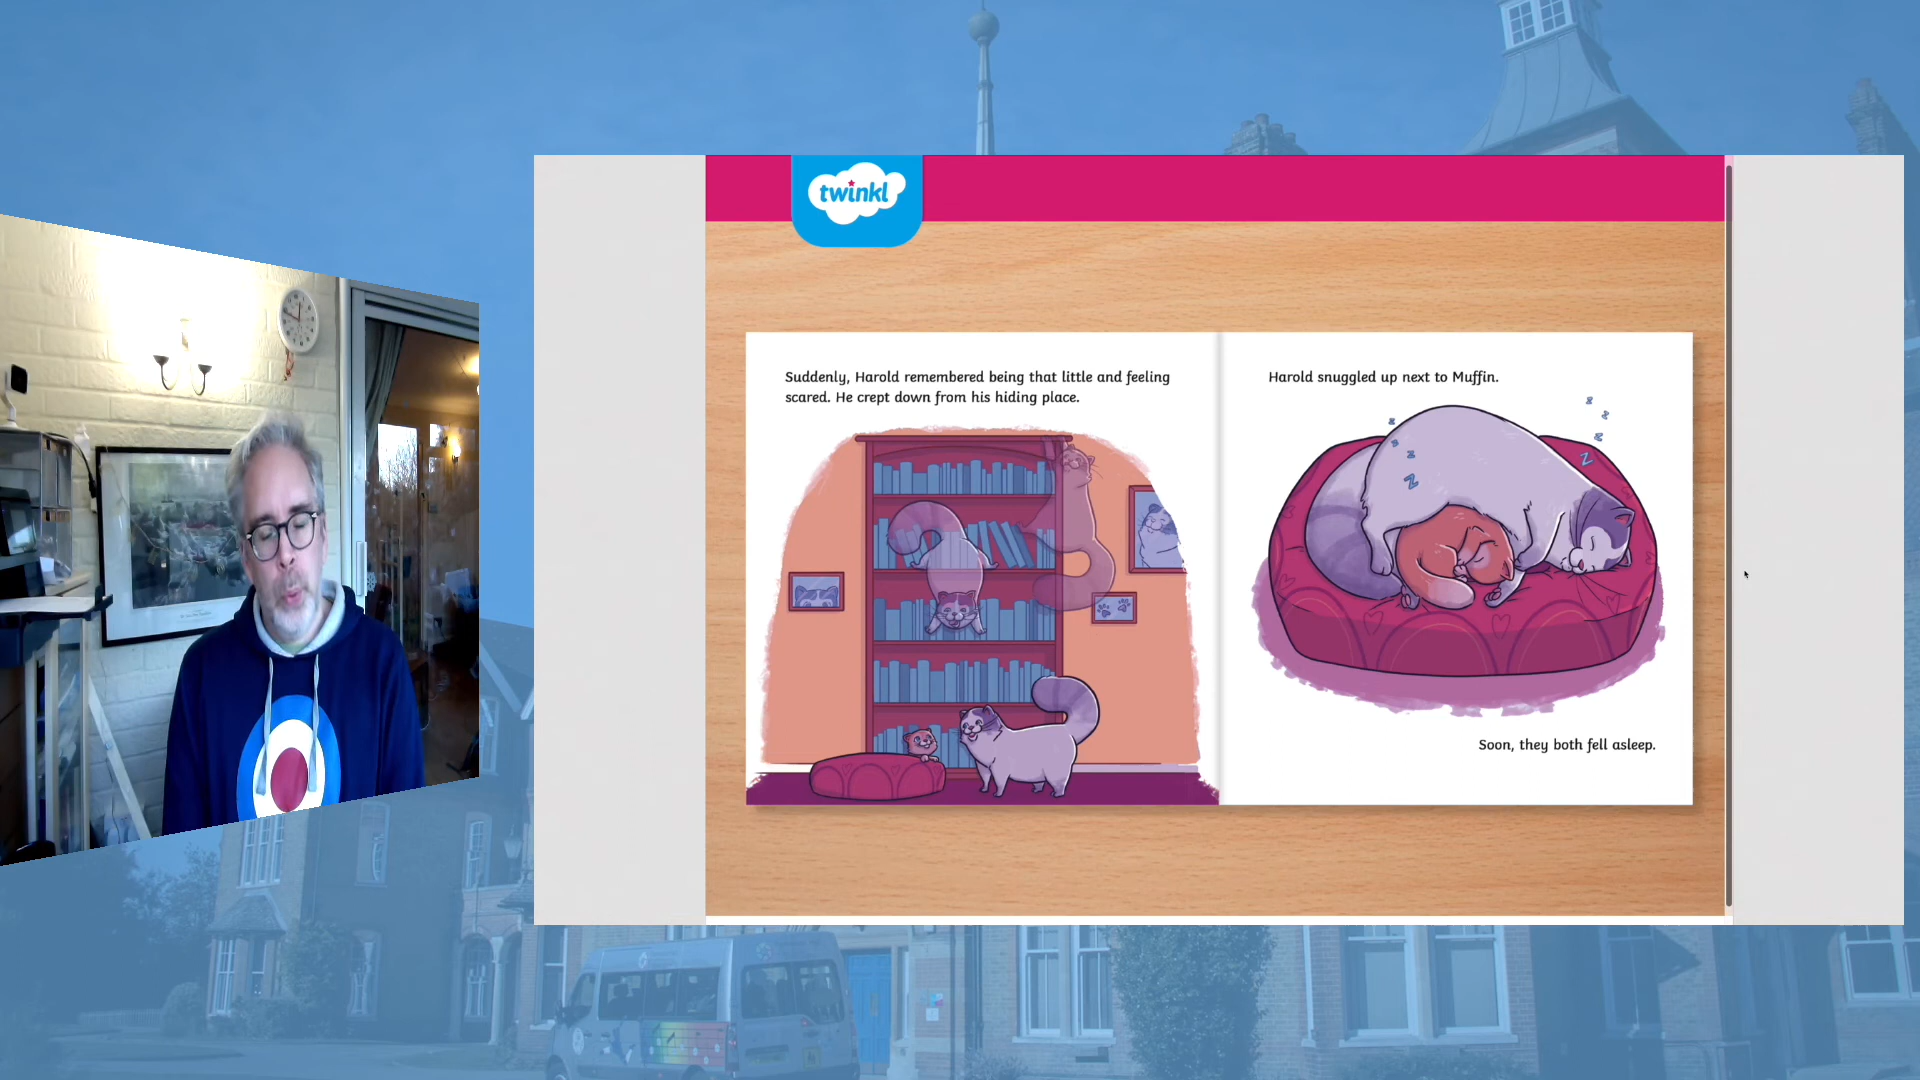 twinkl
Suddenly, Harold remembered being that little and feeling
scared. He crept down from his hiding place.
Harold snuggled up next to Muffin.
z
z
z
z
z
z
z
z
Soon, they both fell asleep.